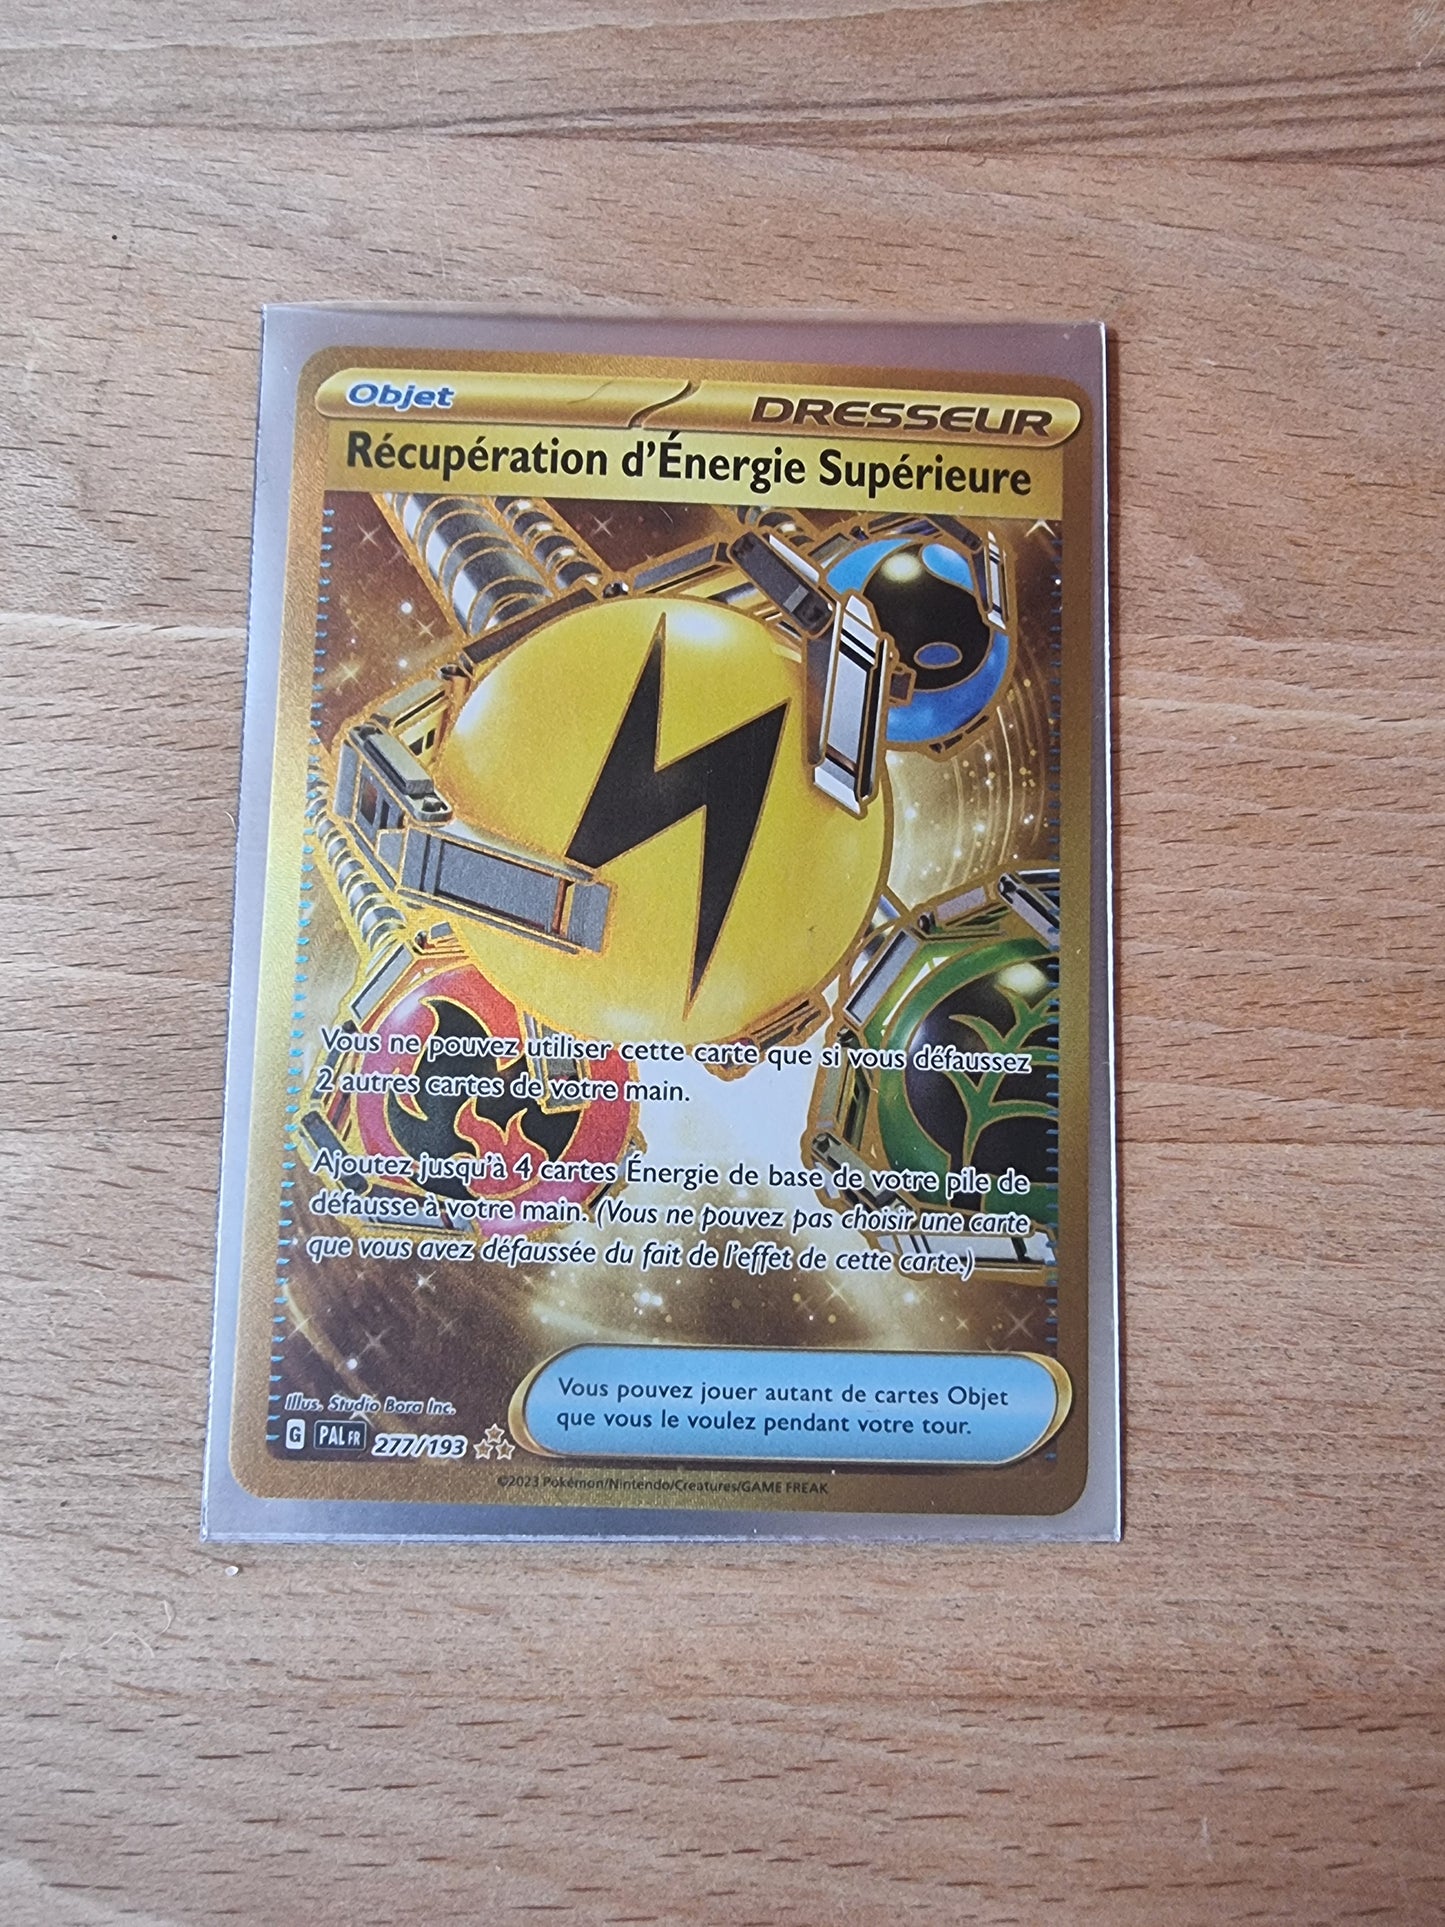 Objet
DRESSEUR
Récupération d'Énergie Supérieure
Vous ne pouvez utiliser cette carte que si vous défaussez
2 autres cartes de votre main.
Ajoutez jusqu'à 4 cartes Énergie de base de votre pile de
défausse à votre main. (Vous ne pouvez pas choisir une carte
que vous avez défaussée du fait de l'effet de cette carte.)
Vous pouvez jouer autant de cartes Objet
que vous le voulez pendant votre tour.
Illus. Studio Bora Inc.
G PAL FR 277/193
©2023 Pokémon/Nintendo/Creatures/GAME FREAK